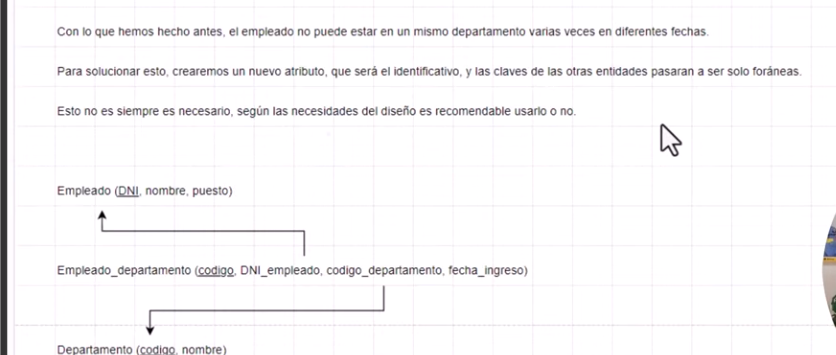 Con lo que hemos hecho antes, el empleado no puede estar en un mismo departamento varias veces en diferentes fechas.
Para solucionar esto, crearemos un nuevo atributo, que será el identificativo, y las claves de las otras entidades pasaran a ser solo foráneas.
Esto no es siempre es necesario, según las necesidades del diseño es recomendable usarlo o no.
Empleado (DNI, nombre, puesto)
Empleado_departamento (codigo, DNI_empleado, codigo_departamento, fecha_ingreso)
Departamento (codigo, nombre)